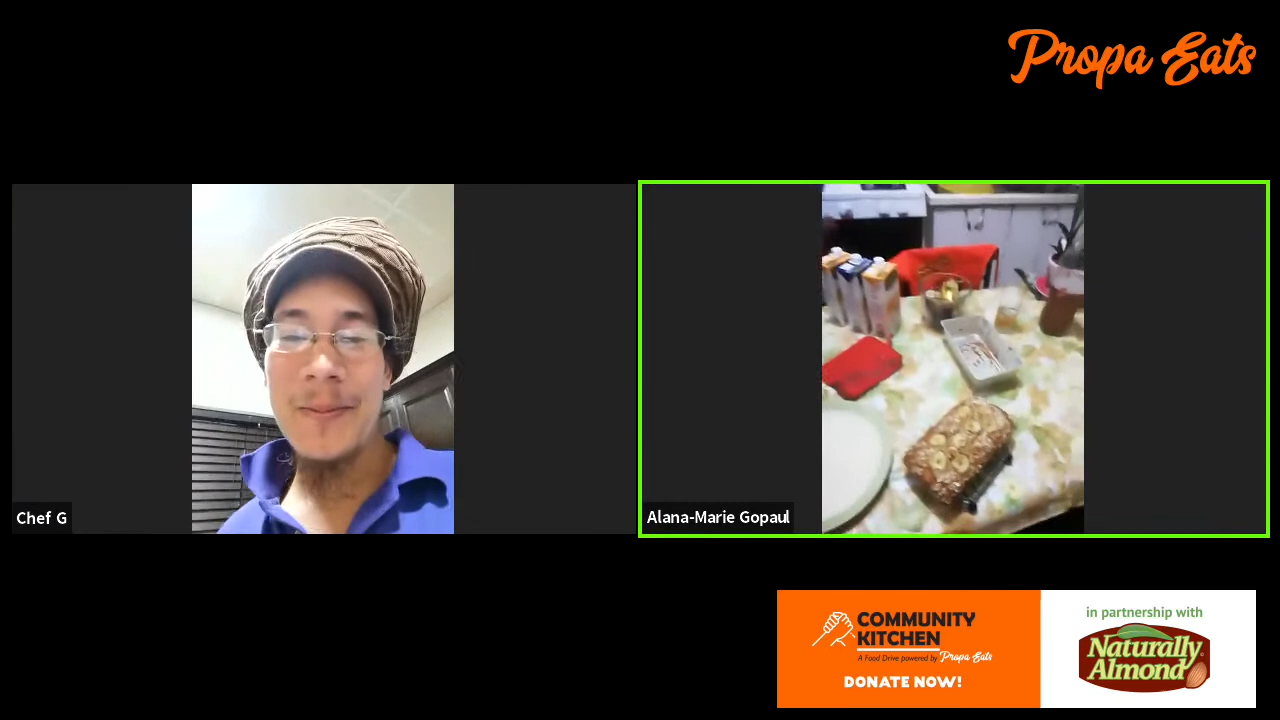 Propa Eats
Chef G
Alana-Marie Gopaul
COMMUNITY
KITCHEN
A Food Drive powered by Propa Eats
DONATE NOW!
in partnership with
Naturally
Almond